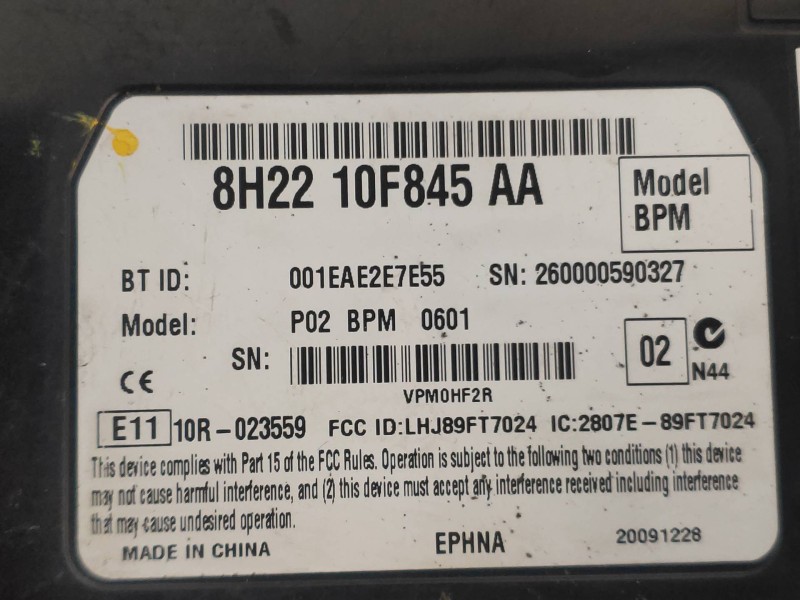 8H22 10F845 AA
Model
BPM
BT ID: 001EAE2E7E55 SN: 260000590327
Model: P02 BPM 0601
SN:
02
N44
CE
VPM0HF2R
E11 10R-023559 FCC ID:LHJ89FT7024 IC:2807E-89FT7024
This device complies with Part 15 of the FCC Rules. Operation is subject to the following two conditions (1) this device
may not cause harmful interference, and (2) this device must accept any interference received including interference
that may cause undesired operation.
MADE IN CHINA EPHNA 20091228